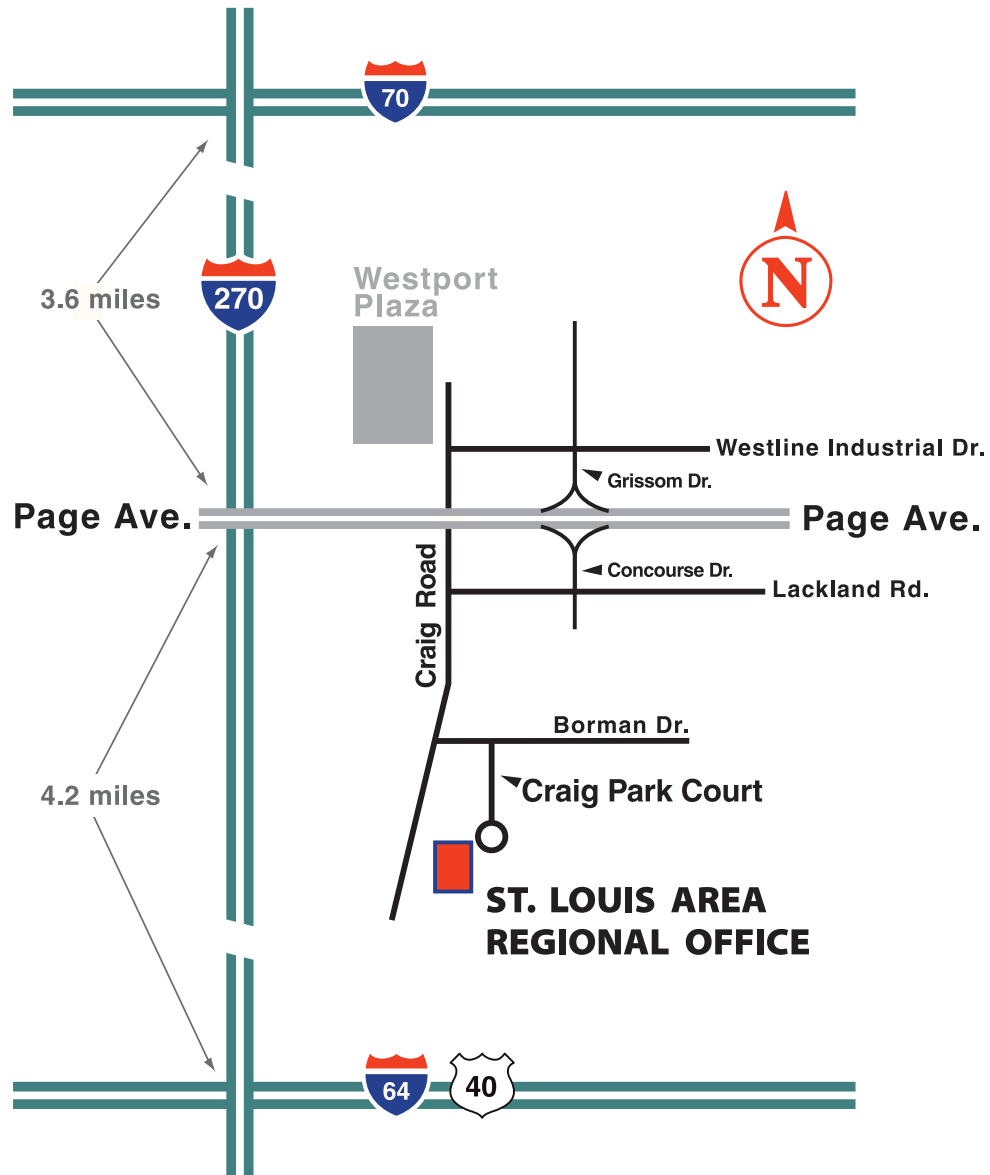 70
3.6 miles
270
Westport
Plaza
N
Westline Industrial Dr.
Grissom Dr.
Page Ave.
Page Ave.
Craig Road
Concourse Dr.
Lackland Rd.
Borman Dr.
4.2 miles
Craig Park Court
ST. LOUIS AREA
REGIONAL OFFICE
64
40